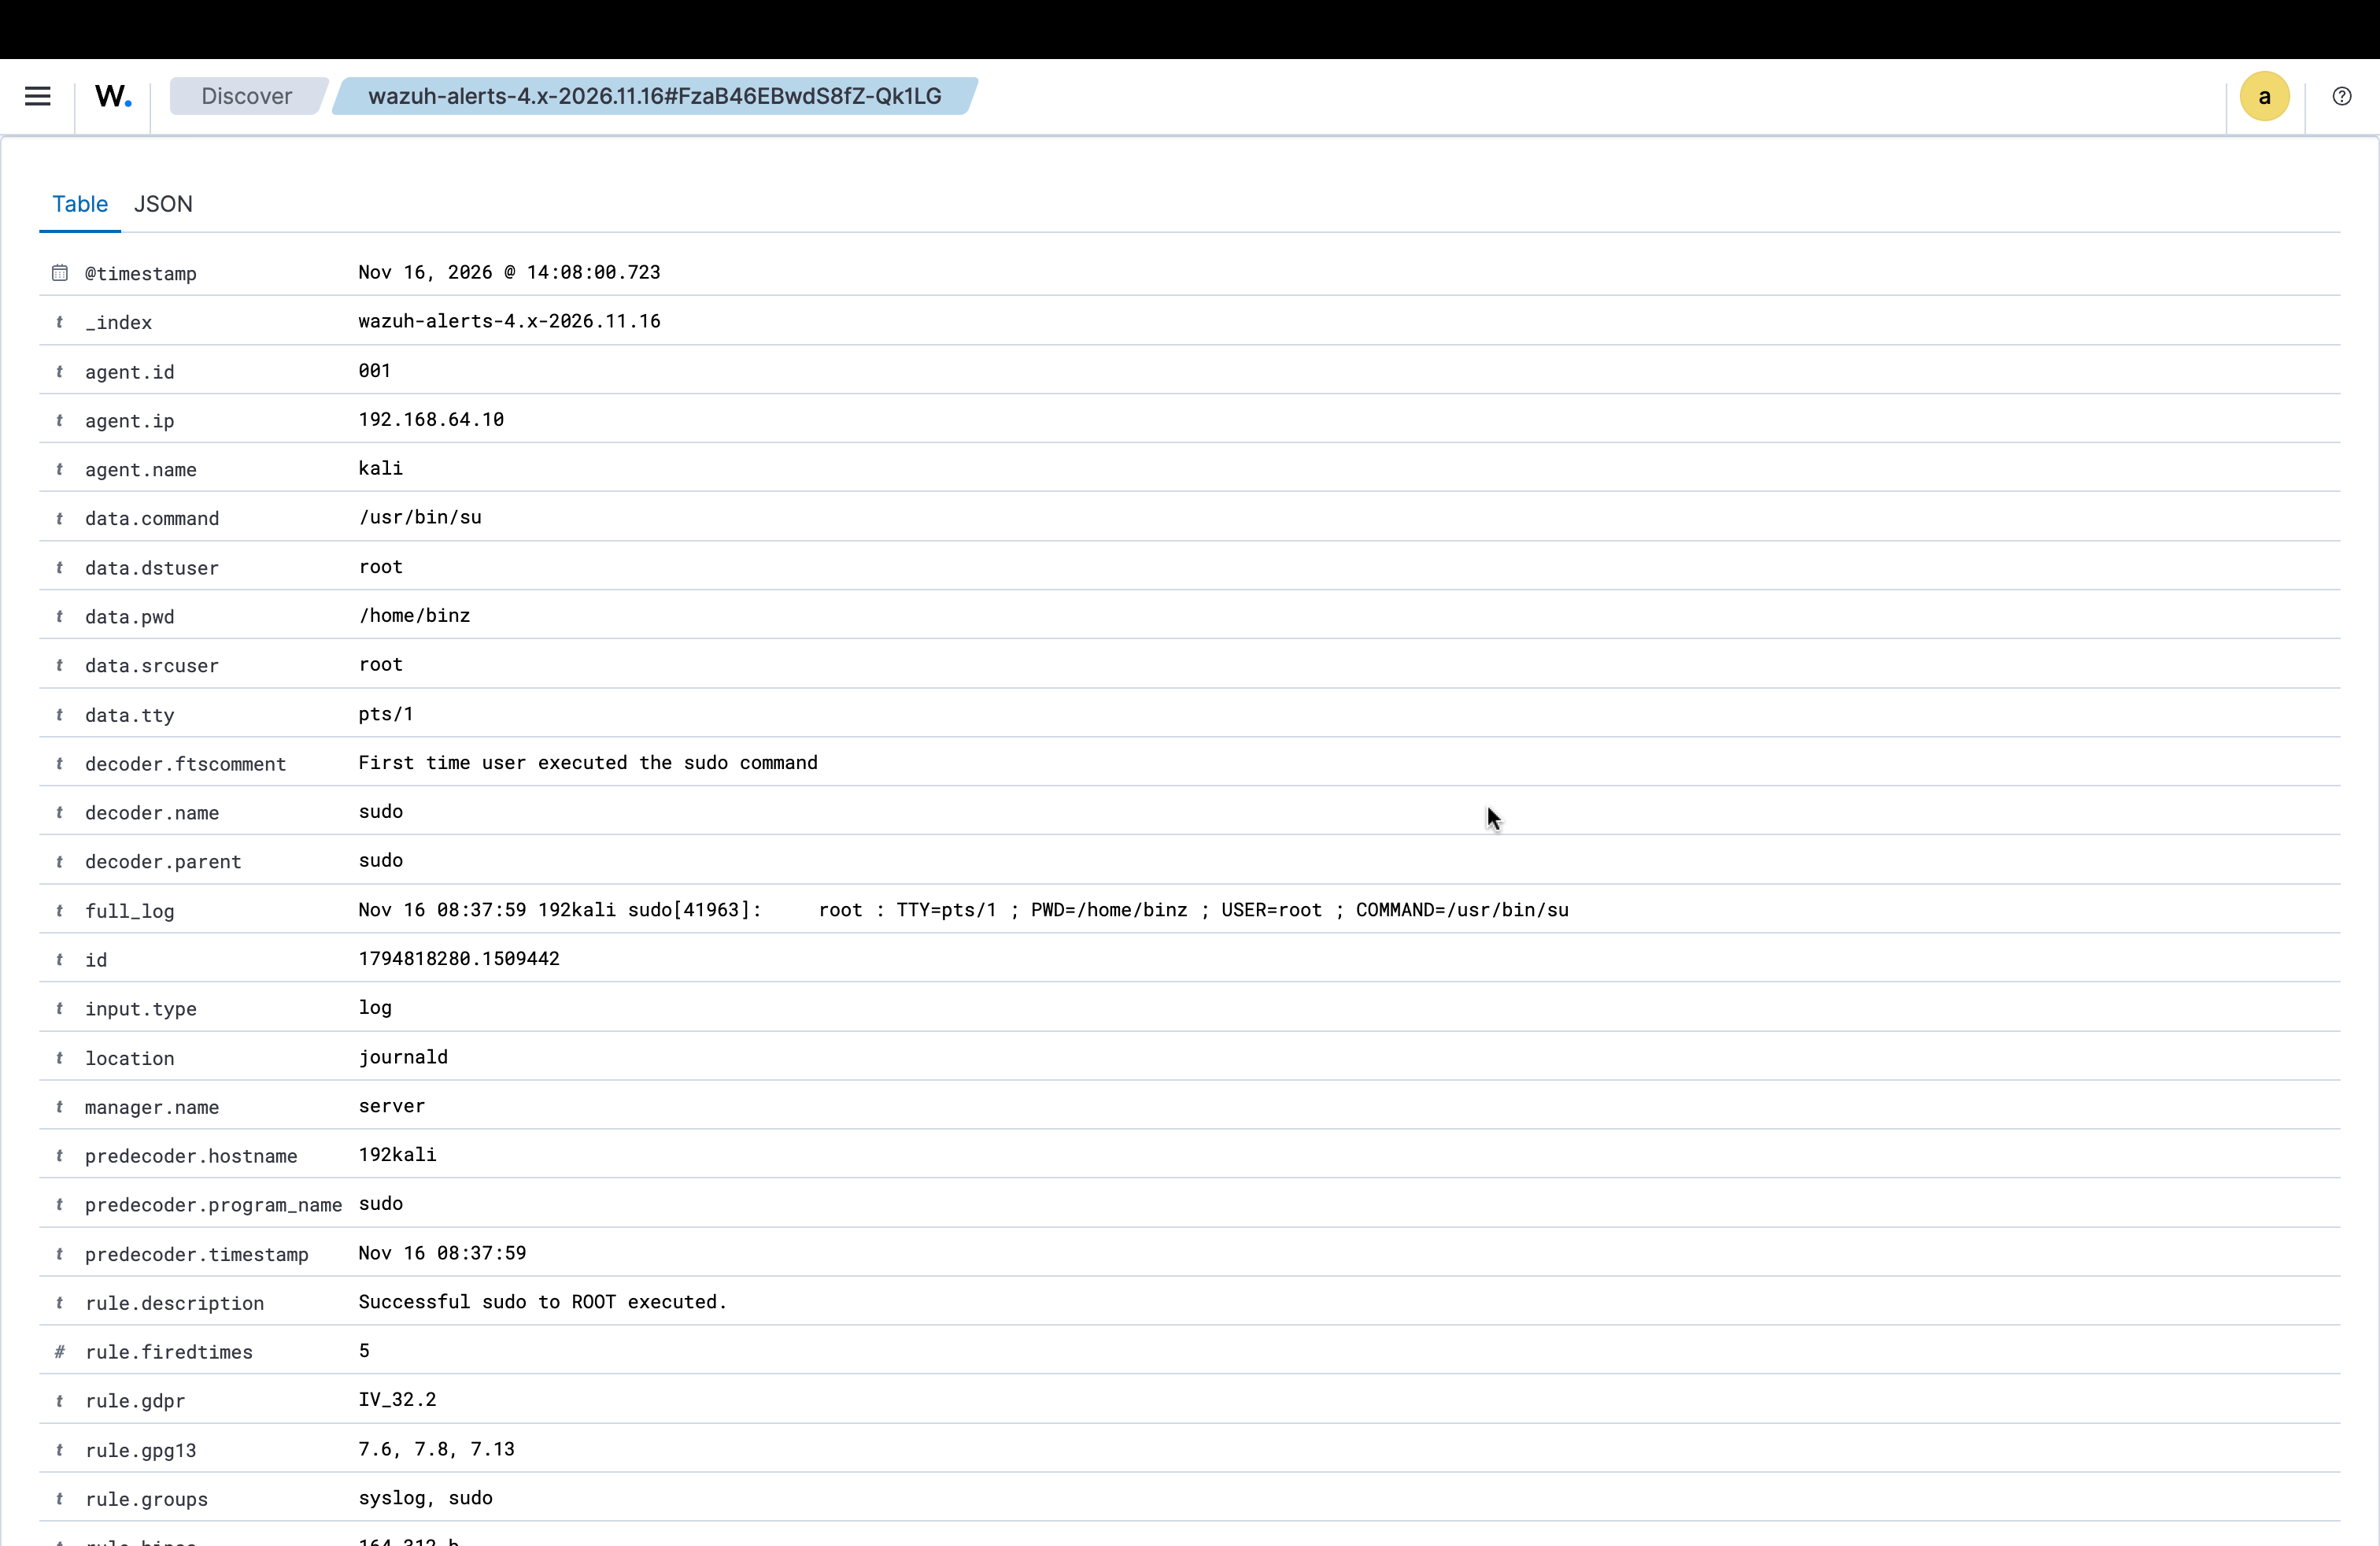 W.
Discover
wazuh-alerts-4.x-2026.11.16#FzaB46EBwdS8fZ-Qk1LG
a
Table JSON
@timestamp Nov 16, 2026 @ 14:08:00.723
t _index wazuh-alerts-4.x-2026.11.16
t agent.id 001
t agent.ip 192.168.64.10
t agent.name kali
t data.command /usr/bin/su
t data.dstuser root
t data.pwd /home/binz
t data.srcuser root
t data.tty pts/1
t decoder.ftscomment First time user executed the sudo command
t decoder.name sudo
t decoder.parent sudo
t full_log Nov 16 08:37:59 192kali sudo[41963]:     root : TTY=pts/1 ; PWD=/home/binz ; USER=root ; COMMAND=/usr/bin/su
t id 1794818280.1509442
t input.type log
t location journald
t manager.name server
t predecoder.hostname 192kali
t predecoder.program_name sudo
t predecoder.timestamp Nov 16 08:37:59
t rule.description Successful sudo to ROOT executed.
# rule.firedtimes 5
t rule.gdpr IV_32.2
t rule.gpg13 7.6, 7.8, 7.13
t rule.groups syslog, sudo